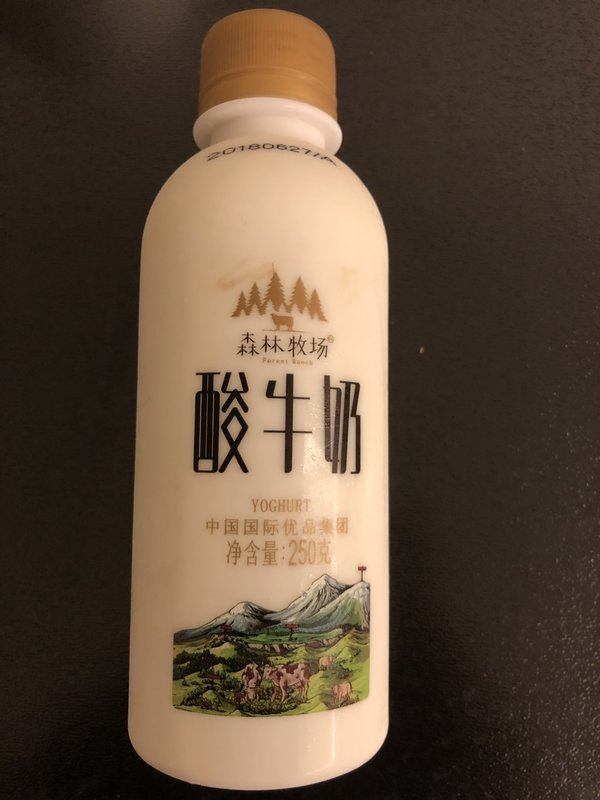 20180627/A
森林牧场
Forest Ranch
酸牛奶
YOGHURT
中国国际优品集团
净含量:250克